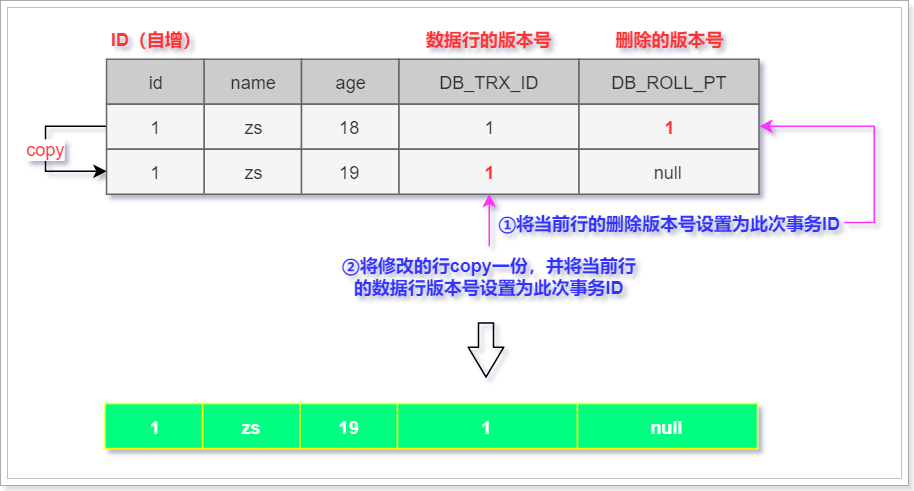 ID（自增） 数据行的版本号 删除的版本号
id name age DB_TRX_ID DB_ROLL_PT
1 zs 18 1 1
copy
1 zs 19 1 null
①将当前行的删除版本号设置为此次事务ID
②将修改的行copy一份，并将当前行
的数据行版本号设置为此次事务ID
1 zs 19 1 null